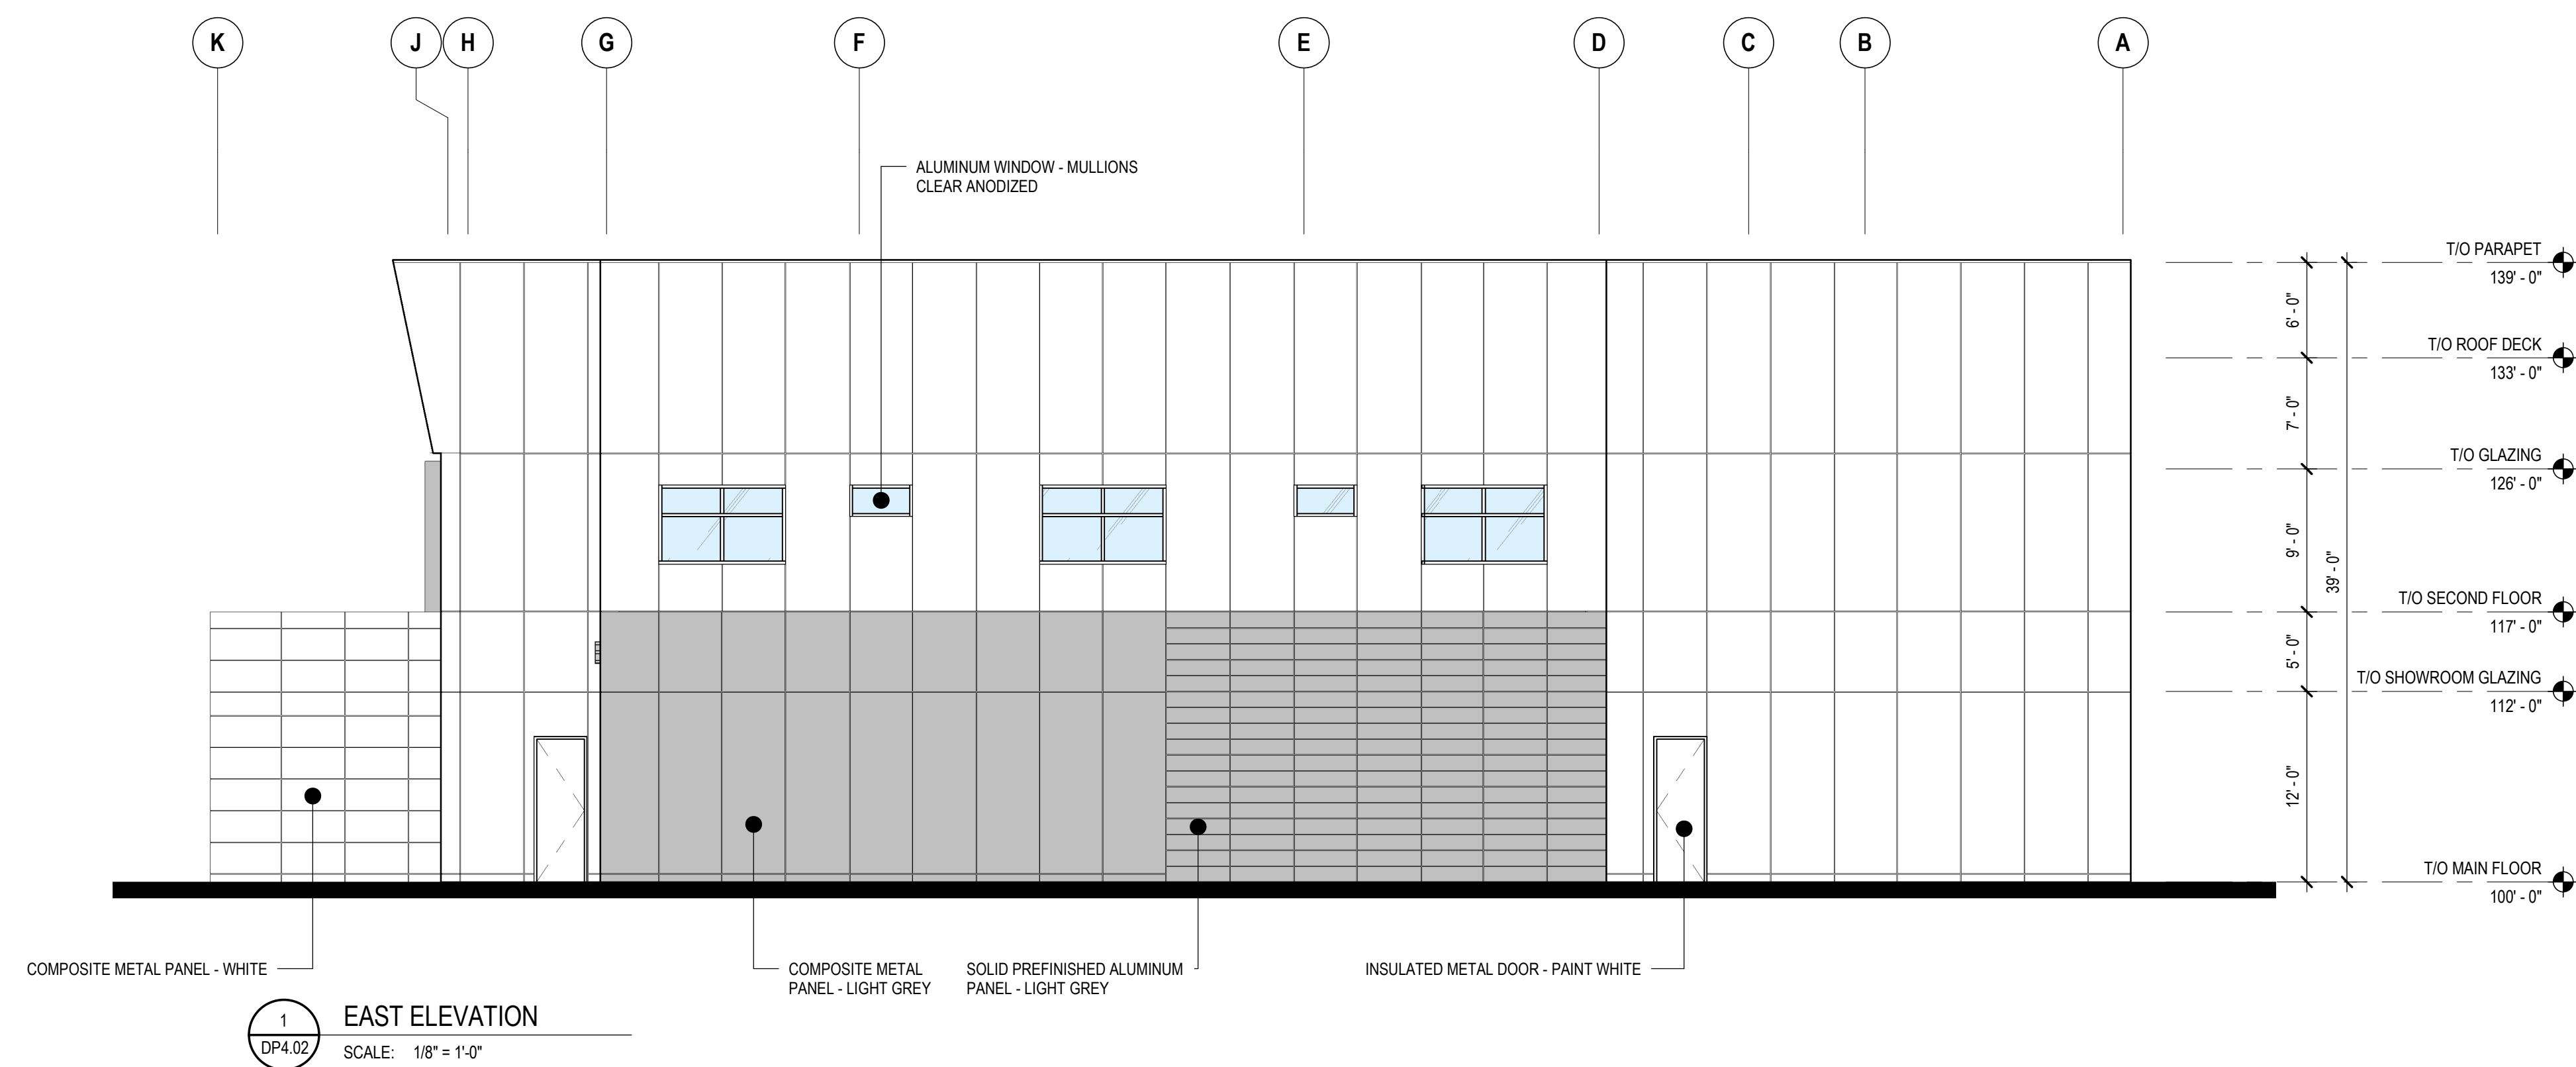 K
J
H
G
F
E
D
C
B
A
ALUMINUM WINDOW - MULLIONS
CLEAR ANODIZED
T/O PARAPET
139' - 0"
6' - 0"
T/O ROOF DECK
133' - 0"
7' - 0"
T/O GLAZING
126' - 0"
9' - 0"
39' - 0"
T/O SECOND FLOOR
117' - 0"
5' - 0"
T/O SHOWROOM GLAZING
112' - 0"
12' - 0"
T/O MAIN FLOOR
100' - 0"
COMPOSITE METAL PANEL - WHITE
COMPOSITE METAL
PANEL - LIGHT GREY
SOLID PREFINISHED ALUMINUM
PANEL - LIGHT GREY
INSULATED METAL DOOR - PAINT WHITE
1
DP4.02
EAST ELEVATION
SCALE: 1/8" = 1'-0"